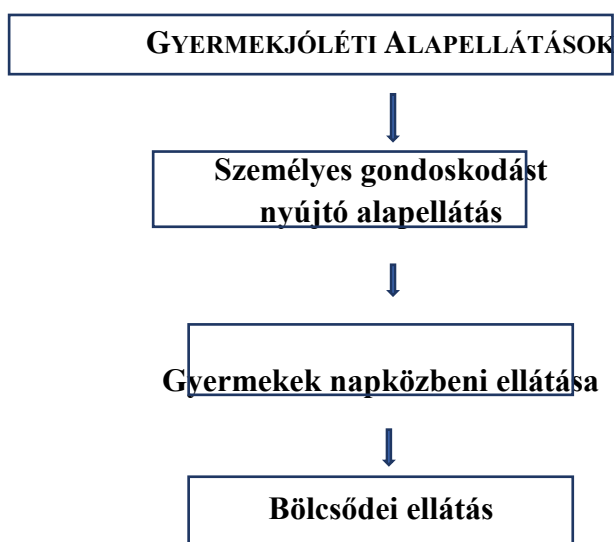 GYERMEKJÓLÉTI ALAPELLÁTÁSOK
Személyes gondoskodást
nyújtó alapellátás
Gyermekek napközbeni ellátása
Bölcsődei ellátás